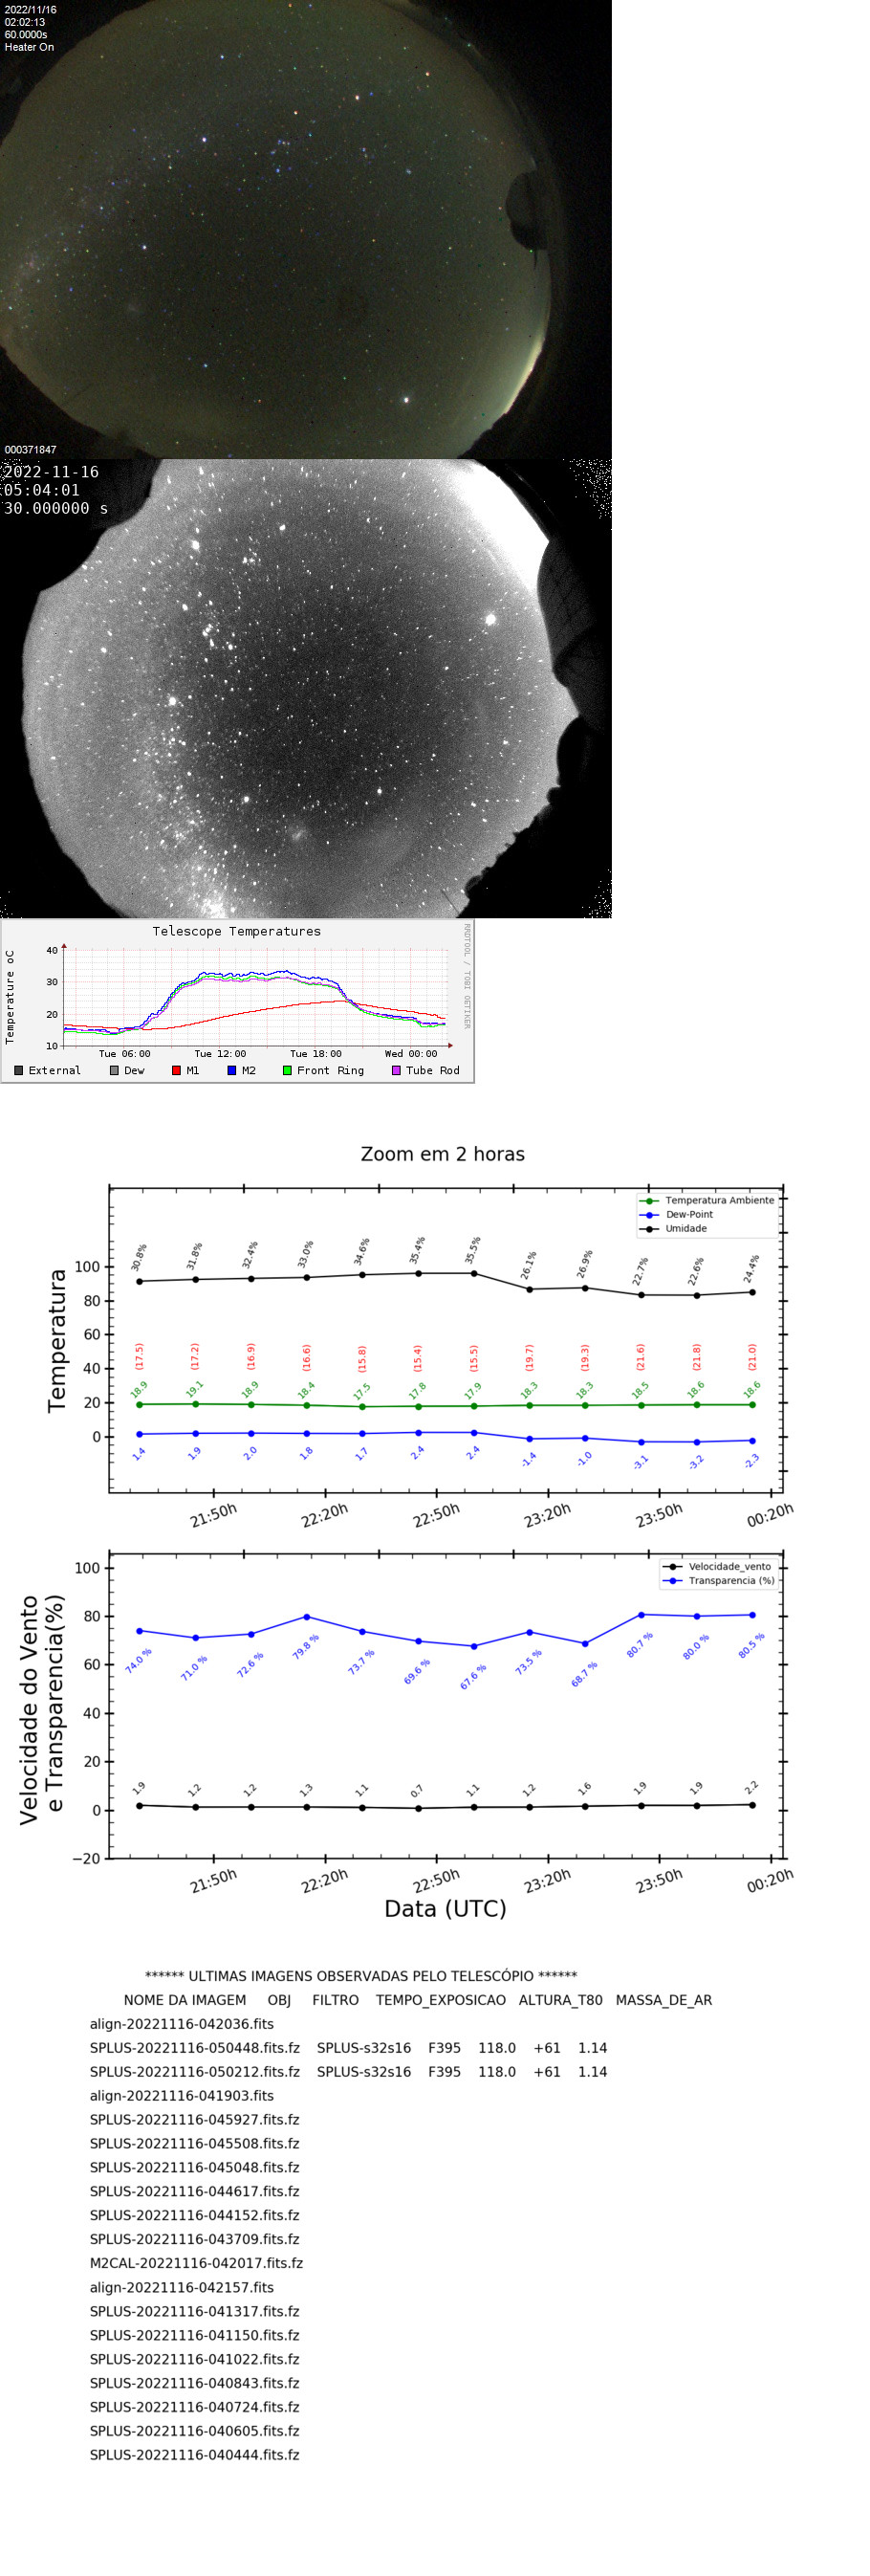 2022/11/16
02:02:13
60.0000s
Heater On
000371847
2022-11-16
05:04:01
30.000000 s
Telescope Temperatures
RRDTOOL / TOBI OETIKER
Temperature oC
40
30
20
10
Tue 06:00 Tue 12:00 Tue 18:00 Wed 00:00
External Dew M1 M2 Front Ring Tube Rod
Zoom em 2 horas
Temperatura Ambiente
Dew-Point
Umidade
Temperatura
100
80
60
40
20
0
30.8% 31.8% 32.4% 33.0% 34.6% 35.4% 35.5% 26.1% 26.9% 22.7% 22.6% 24.4%
(17.5) (17.2) (16.9) (16.6) (15.8) (15.4) (15.5) (19.7) (19.3) (21.6) (21.8) (21.0)
18.9 19.1 18.9 18.4 17.5 17.8 17.9 18.3 18.3 18.5 18.6 18.6
1.4 1.9 2.0 1.8 1.7 2.4 2.4 -1.4 -1.0 -3.1 -3.2 -2.3
21:50h 22:20h 22:50h 23:20h 23:50h 00:20h
Velocidade_vento
Transparencia (%)
Velocidade do Vento
e Transparencia(%)
100
80
60
40
20
0
−20
74.0 % 71.0 % 72.6 % 79.8 % 73.7 % 69.6 % 67.6 % 73.5 % 68.7 % 80.7 % 80.0 % 80.5 %
1.9 1.2 1.2 1.3 1.1 0.7 1.1 1.2 1.6 1.9 1.9 2.2
21:50h 22:20h 22:50h 23:20h 23:50h 00:20h
Data (UTC)
****** ULTIMAS IMAGENS OBSERVADAS PELO TELESCÓPIO ******
NOME DA IMAGEM OBJ FILTRO TEMPO_EXPOSICAO ALTURA_T80 MASSA_DE_AR
align-20221116-042036.fits
SPLUS-20221116-050448.fits.fz SPLUS-s32s16 F395 118.0 +61 1.14
SPLUS-20221116-050212.fits.fz SPLUS-s32s16 F395 118.0 +61 1.14
align-20221116-041903.fits
SPLUS-20221116-045927.fits.fz
SPLUS-20221116-045508.fits.fz
SPLUS-20221116-045048.fits.fz
SPLUS-20221116-044617.fits.fz
SPLUS-20221116-044152.fits.fz
SPLUS-20221116-043709.fits.fz
M2CAL-20221116-042017.fits.fz
align-20221116-042157.fits
SPLUS-20221116-041317.fits.fz
SPLUS-20221116-041150.fits.fz
SPLUS-20221116-041022.fits.fz
SPLUS-20221116-040843.fits.fz
SPLUS-20221116-040724.fits.fz
SPLUS-20221116-040605.fits.fz
SPLUS-20221116-040444.fits.fz